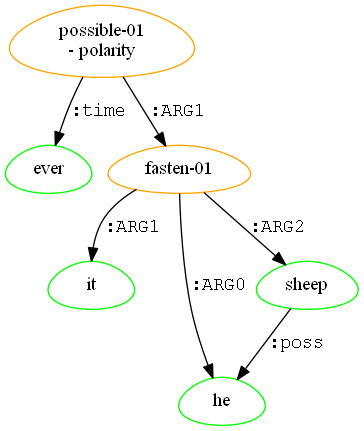 possible-01
- polarity
:time
:ARG1
ever
fasten-01
:ARG1
:ARG0
:ARG2
it
sheep
:poss
he